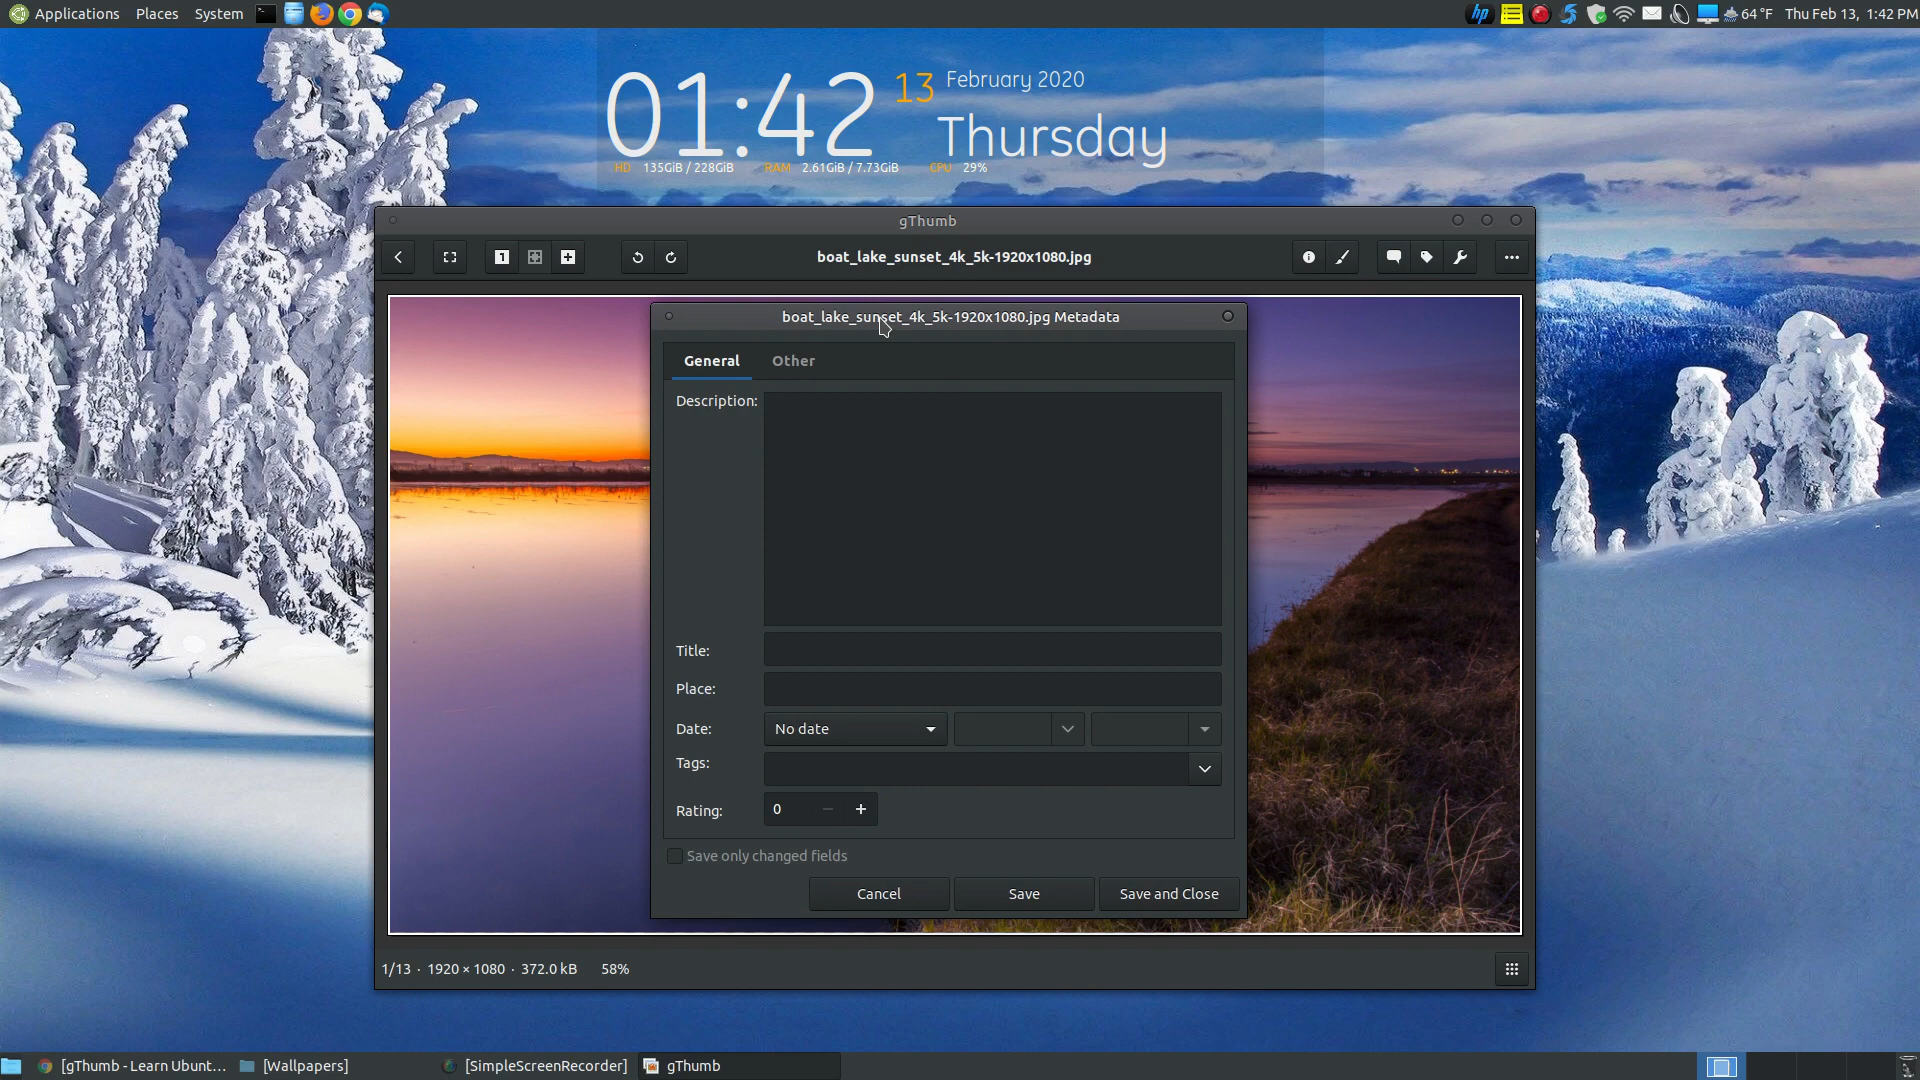 Applications Places System
hp
64 °F Thu Feb 13, 1:42 PM
01:42 13 February 2020
Thursday
HD 135GiB / 228GiB RAM 2.61GiB / 7.73GiB CPU 29%
gThumb
boat_lake_sunset_4k_5k-1920x1080.jpg
boat_lake_sunset_4k_5k-1920x1080.jpg Metadata
General Other
Description:
Title:
Place:
Date: No date
Tags:
Rating: 0
Save only changed fields
Cancel Save Save and Close
1/13 · 1920 × 1080 · 372.0 kB 58%
[gThumb - Learn Ubunt... [Wallpapers] [SimpleScreenRecorder] gThumb